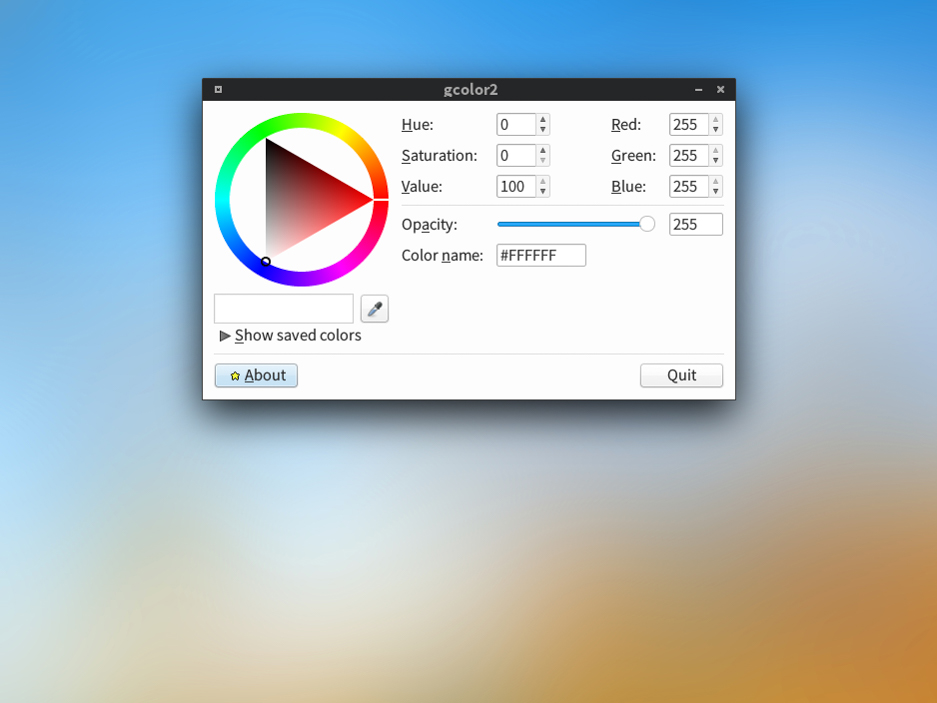 gcolor2
Hue: 0 Red: 255
Saturation: 0 Green: 255
Value: 100 Blue: 255
Opacity: 255
Color name: #FFFFFF
Show saved colors
About Quit